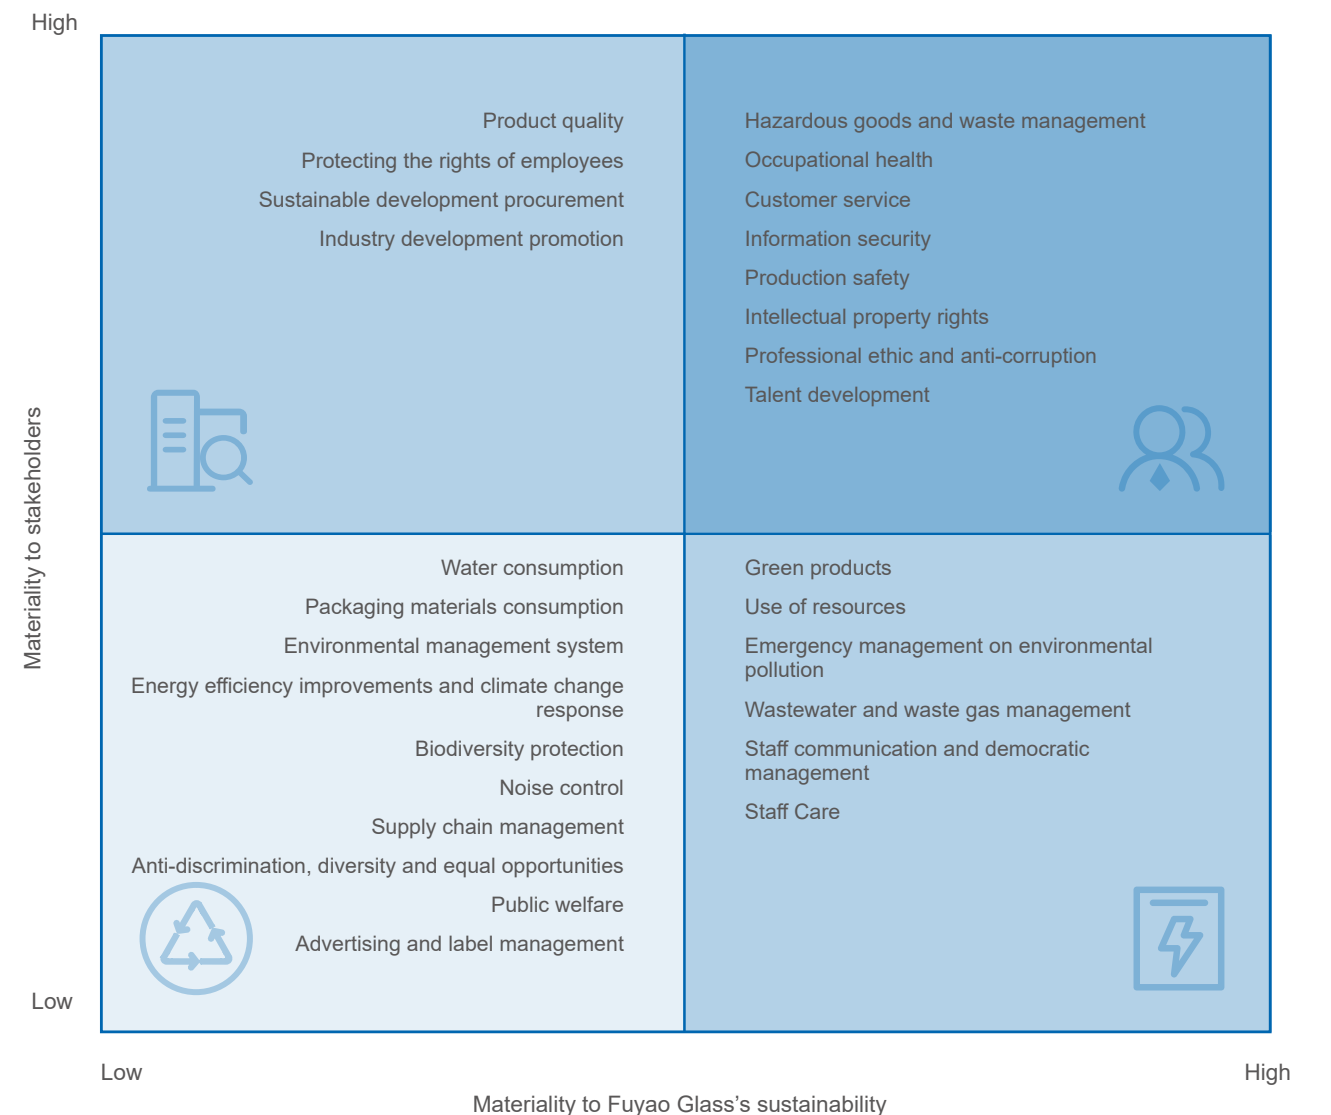 High
Product quality
Protecting the rights of employees
Sustainable development procurement
Industry development promotion
Hazardous goods and waste management
Occupational health
Customer service
Information security
Production safety
Intellectual property rights
Professional ethic and anti-corruption
Talent development
Materiality to stakeholders
Water consumption
Packaging materials consumption
Environmental management system
Energy efficiency improvements and climate change
response
Biodiversity protection
Noise control
Supply chain management
Anti-discrimination, diversity and equal opportunities
Public welfare
Advertising and label management
Green products
Use of resources
Emergency management on environmental
pollution
Wastewater and waste gas management
Staff communication and democratic
management
Staff Care
Low
Low
High
Materiality to Fuyao Glass’s sustainability